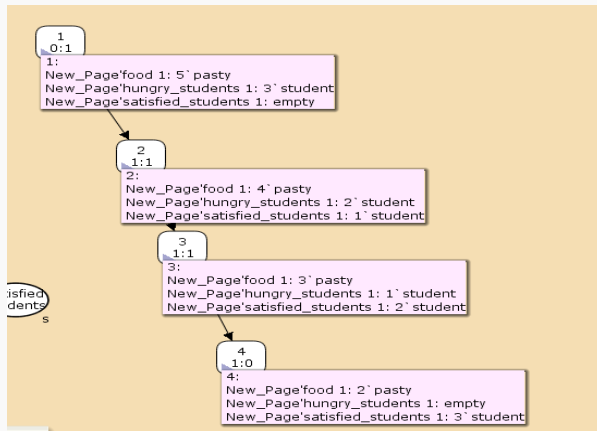 1
0:1
1:
New_Page'food 1: 5`pasty
New_Page'hungry_students 1: 3`student
New_Page'satisfied_students 1: empty
2
1:1
2:
New_Page'food 1: 4`pasty
New_Page'hungry_students 1: 2`student
New_Page'satisfied_students 1: 1`student
3
1:1
3:
New_Page'food 1: 3`pasty
New_Page'hungry_students 1: 1`student
New_Page'satisfied_students 1: 2`student
tisfied
dents
s
4
1:0
4:
New_Page'food 1: 2`pasty
New_Page'hungry_students 1: empty
New_Page'satisfied_students 1: 3`student